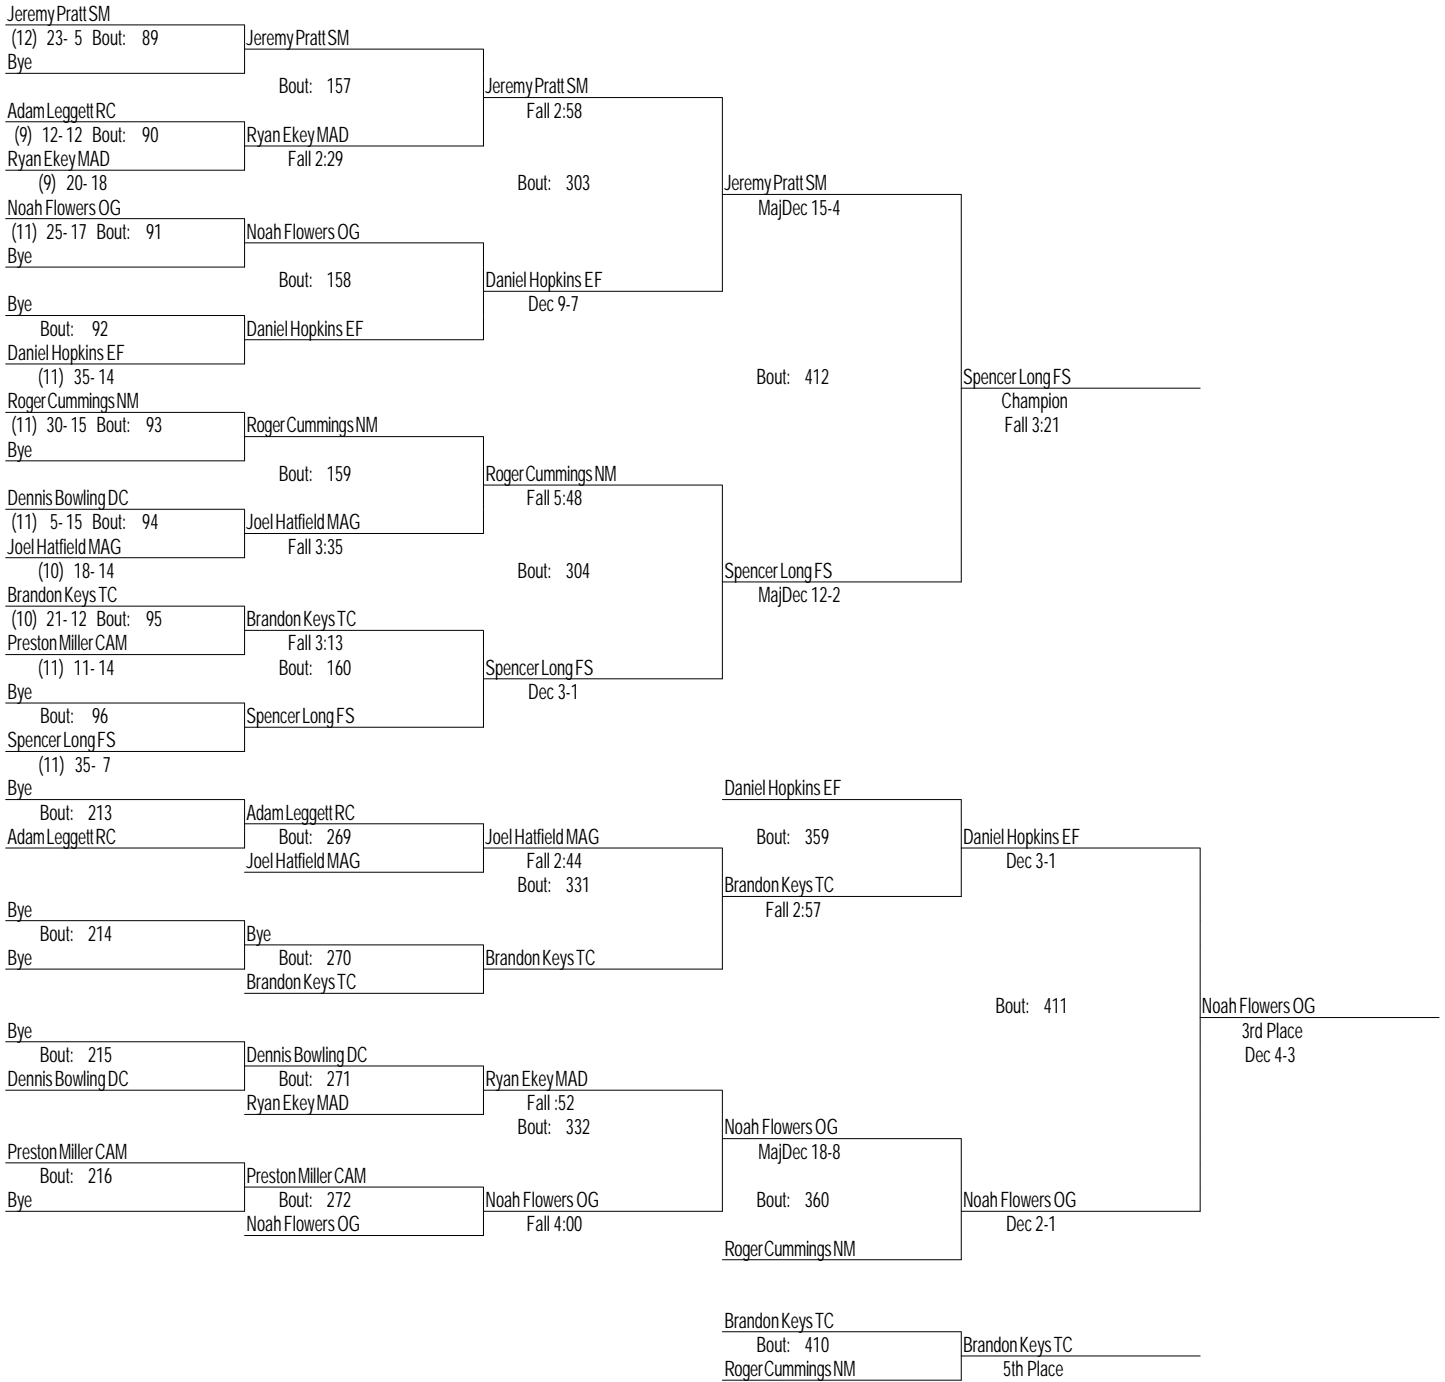 Jeremy Pratt SM
(12) 23- 5 Bout: 89
Bye
Jeremy Pratt SM
Bout: 157
Adam Leggett RC
(9) 12- 12 Bout: 90
Ryan Ekey MAD
(9) 20- 18
Ryan Ekey MAD
Fall 2:29
Jeremy Pratt SM
Fall 2:58
Bout: 303
Noah Flowers OG
(11) 25- 17 Bout: 91
Bye
Noah Flowers OG
Bout: 158
Bye
Bout: 92
Daniel Hopkins EF
(11) 35- 14
Daniel Hopkins EF
Daniel Hopkins EF
Dec 9-7
Jeremy Pratt SM
MajDec 15-4
Bout: 412
Roger Cummings NM
(11) 30- 15 Bout: 93
Bye
Roger Cummings NM
Bout: 159
Dennis Bowling DC
(11) 5- 15 Bout: 94
Joel Hatfield MAG
(10) 18- 14
Joel Hatfield MAG
Fall 3:35
Roger Cummings NM
Fall 5:48
Bout: 304
Brandon Keys TC
(10) 21- 12 Bout: 95
Preston Miller CAM
(11) 11- 14
Brandon Keys TC
Fall 3:13
Bout: 160
Bye
Bout: 96
Spencer Long FS
(11) 35- 7
Spencer Long FS
Spencer Long FS
Dec 3-1
Spencer Long FS
MajDec 12-2
Spencer Long FS
Champion
Fall 3:21
Bye
Bout: 213
Adam Leggett RC
Adam Leggett RC
Bout: 269
Joel Hatfield MAG
Joel Hatfield MAG
Fall 2:44
Bout: 331
Bye
Bout: 214
Bye
Bye
Bout: 270
Brandon Keys TC
Brandon Keys TC
Daniel Hopkins EF
Bout: 359
Brandon Keys TC
Fall 2:57
Daniel Hopkins EF
Dec 3-1
Bout: 411
Bye
Bout: 215
Dennis Bowling DC
Dennis Bowling DC
Bout: 271
Ryan Ekey MAD
Ryan Ekey MAD
Fall :52
Bout: 332
Preston Miller CAM
Bout: 216
Bye
Preston Miller CAM
Bout: 272
Noah Flowers OG
Noah Flowers OG
Fall 4:00
Noah Flowers OG
MajDec 18-8
Bout: 360
Roger Cummings NM
Noah Flowers OG
Dec 2-1
Noah Flowers OG
3rd Place
Dec 4-3
Brandon Keys TC
Bout: 410
Roger Cummings NM
Brandon Keys TC
5th Place